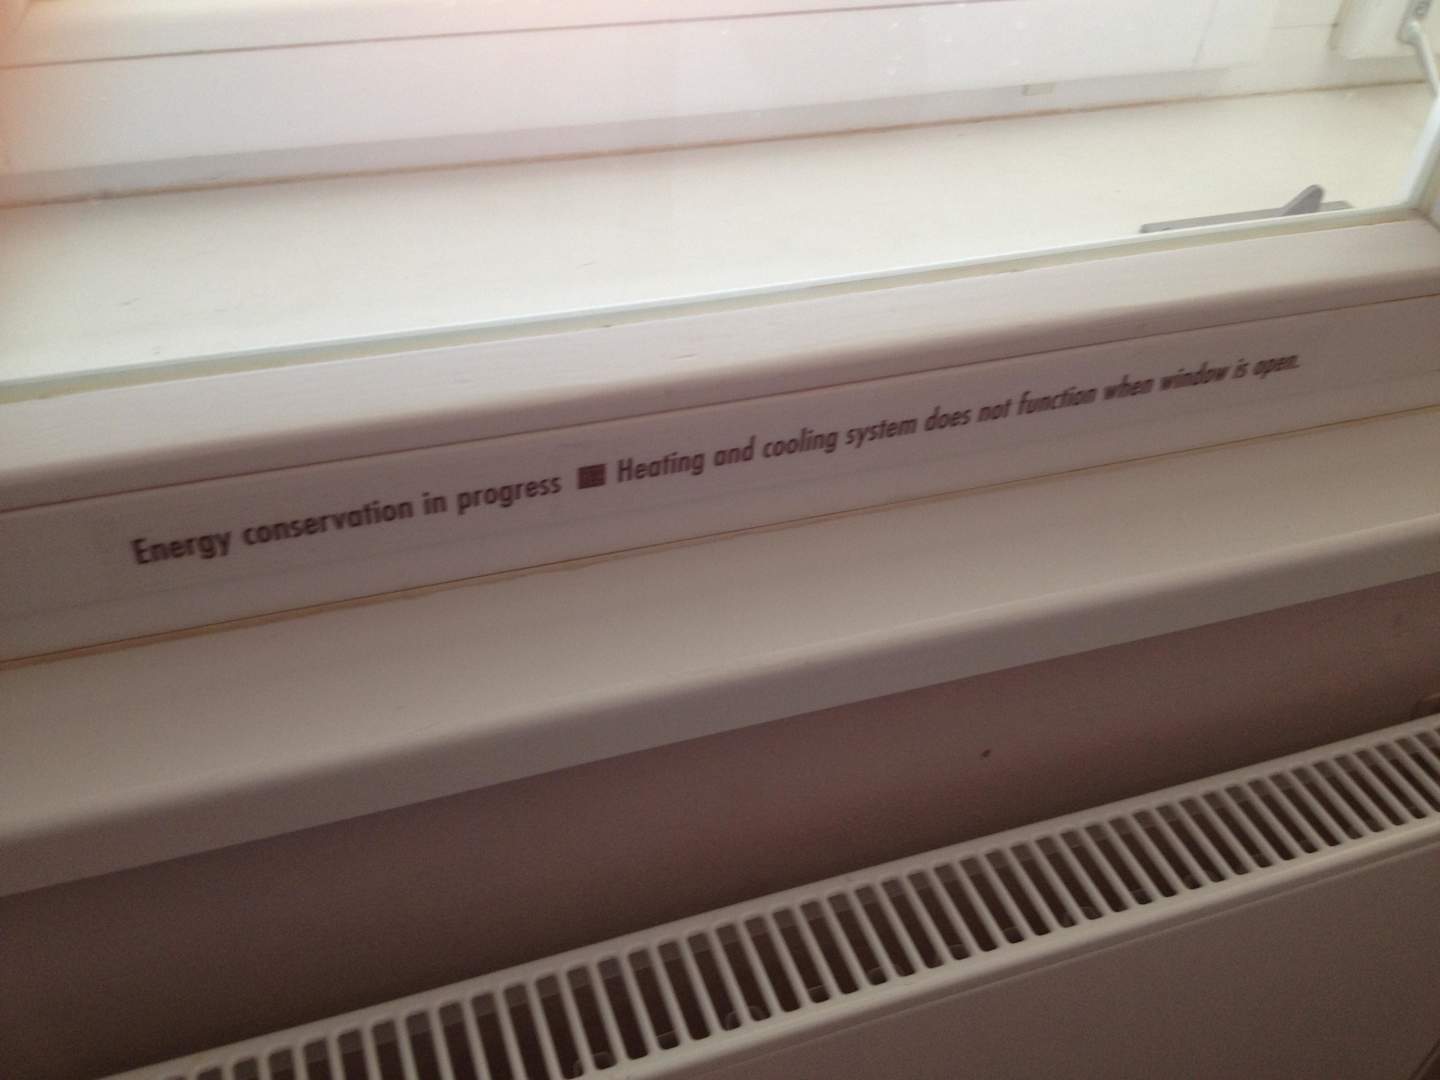 Energy conservation in progress ■ Heating and cooling system does not function when window is open.